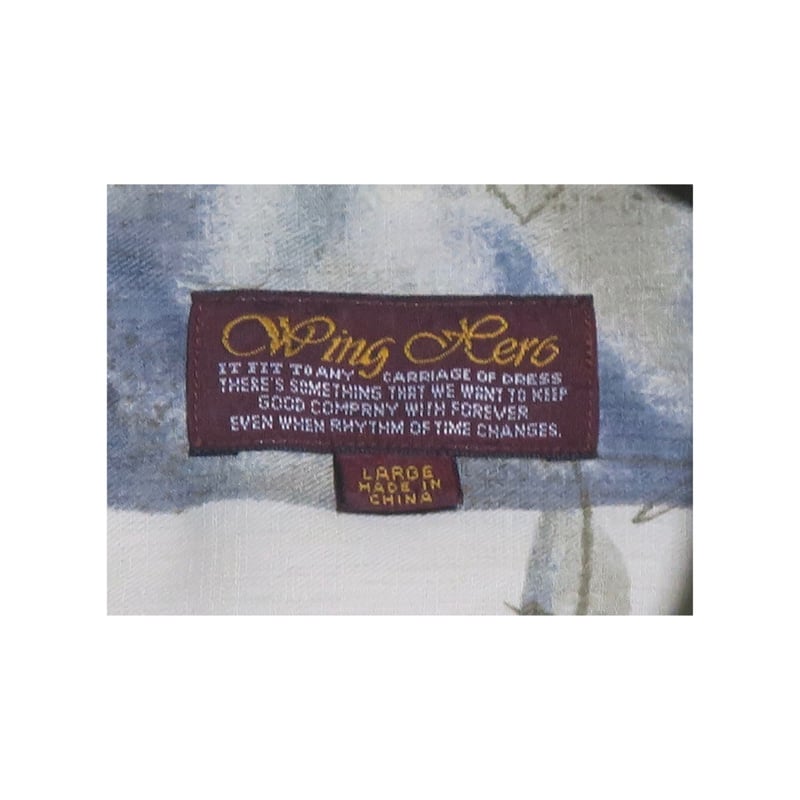 Wing Hero
IT FIT TO ANY CARRIAGE OF DRESS
THERE'S SOMETHING THAT WE WANT TO KEEP
GOOD COMPANY WITH FOREVER
EVEN WHEN RHYTHM OF TIME CHANGES.
LARGE
MADE IN
CHINA